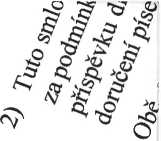 2) Tuto smlo
za podmínk
příspěvku d
doručení píse
Obě